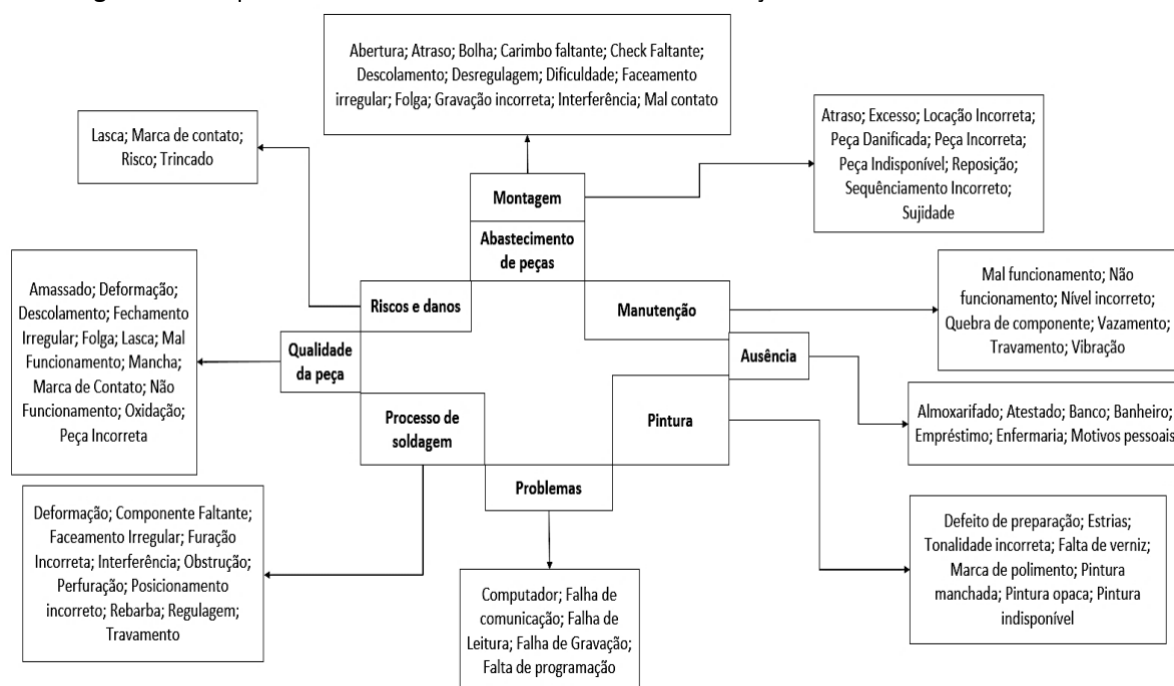 Abertura; Atraso; Bolha; Carimbo faltante; Check Faltante;
Descolamento; Desregulagem; Dificuldade; Faceamento
irregular; Folga; Gravação incorreta; Interferência; Mal contato
Lasca; Marca de contato;
Risco; Trincado
Atraso; Excesso; Locação Incorreta;
Peça Danificada; Peça Incorreta;
Peça Indisponível; Reposição;
Sequênciamento Incorreto;
Sujidade
Montagem
Abastecimento
de peças
Riscos e danos
Manutenção
Qualidade
da peça
Ausência
Processo de
soldagem
Pintura
Problemas
Amassado; Deformação;
Descolamento; Fechamento
Irregular; Folga; Lasca; Mal
Funcionamento; Mancha;
Marca de Contato; Não
Funcionamento; Oxidação;
Peça Incorreta
Mal funcionamento; Não
funcionamento; Nível incorreto;
Quebra de componente; Vazamento;
Travamento; Vibração
Almoxarifado; Atestado; Banco; Banheiro;
Empréstimo; Enfermaria; Motivos pessoais
Deformação; Componente Faltante;
Faceamento Irregular; Furação
Incorreta; Interferência; Obstrução;
Perfuração; Posicionamento
incorreto; Rebarba; Regulagem;
Travamento
Computador; Falha de
comunicação; Falha de
Leitura; Falha de Gravação;
Falta de programação
Defeito de preparação; Estrias;
Tonalidade incorreta; Falta de verniz;
Marca de polimento; Pintura
manchada; Pintura opaca; Pintura
indisponível